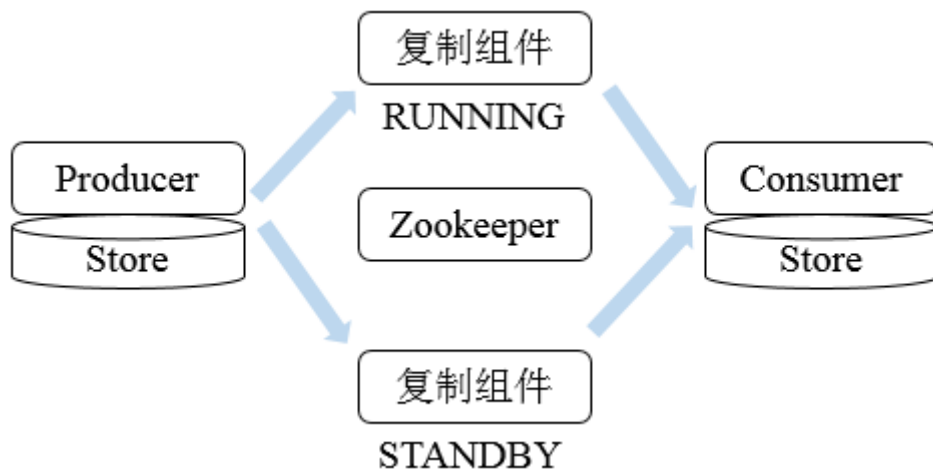 复制组件
RUNNING
Producer
Store
Zookeeper
Consumer
Store
复制组件
STANDBY